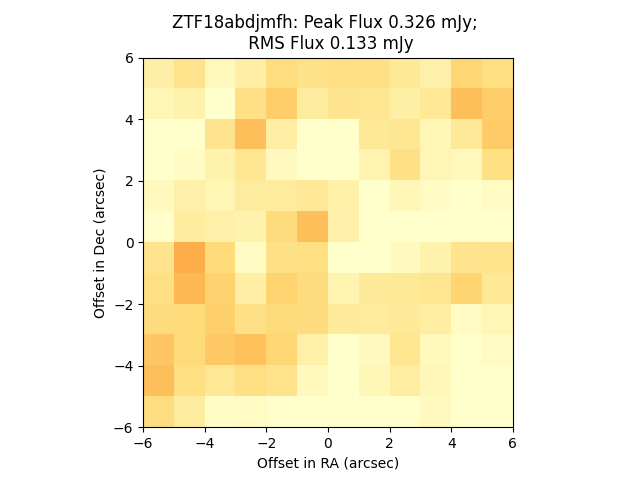 ZTF18abdjmfh: Peak Flux 0.326 mJy;
RMS Flux 0.133 mJy
6
4
2
0
−2
−4
−6
Offset in Dec (arcsec)
−6 −4 −2 0 2 4 6
Offset in RA (arcsec)